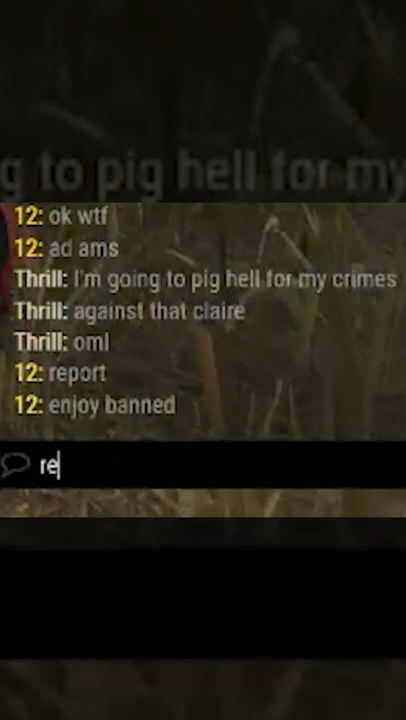 g to pig hell for my
12: ok wtf
12: ad ams
Thrill: I'm going to pig hell for my crimes
Thrill: against that claire
Thrill: oml
12: report
12: enjoy banned
re